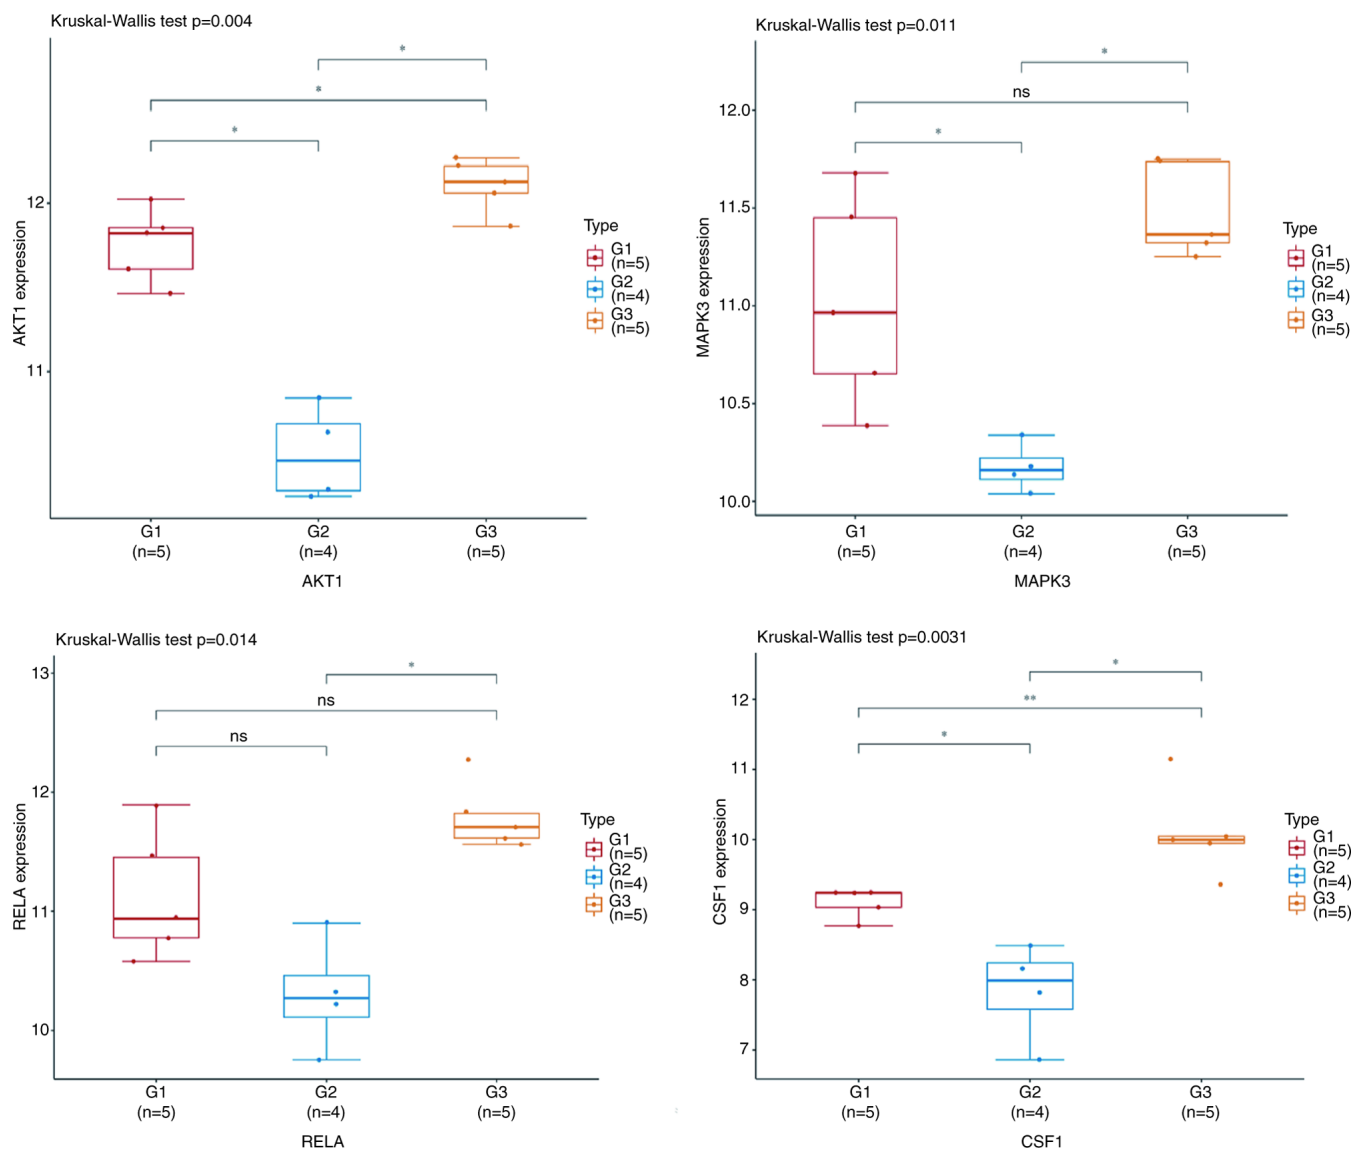 Kruskal-Wallis test p=0.004
*
*
*
12
11
AKT1 expression
G1
(n=5)
G2
(n=4)
G3
(n=5)
AKT1
Type
G1
(n=5)
G2
(n=4)
G3
(n=5)
Kruskal-Wallis test p=0.011
*
ns
*
12.0
11.5
11.0
10.5
10.0
MAPK3 expression
G1
(n=5)
G2
(n=4)
G3
(n=5)
MAPK3
Type
G1
(n=5)
G2
(n=4)
G3
(n=5)
Kruskal-Wallis test p=0.014
*
ns
ns
13
12
11
10
RELA expression
G1
(n=5)
G2
(n=4)
G3
(n=5)
RELA
Type
G1
(n=5)
G2
(n=4)
G3
(n=5)
Kruskal-Wallis test p=0.0031
*
**
*
12
11
10
9
8
7
CSF1 expression
G1
(n=5)
G2
(n=4)
G3
(n=5)
CSF1
Type
G1
(n=5)
G2
(n=4)
G3
(n=5)